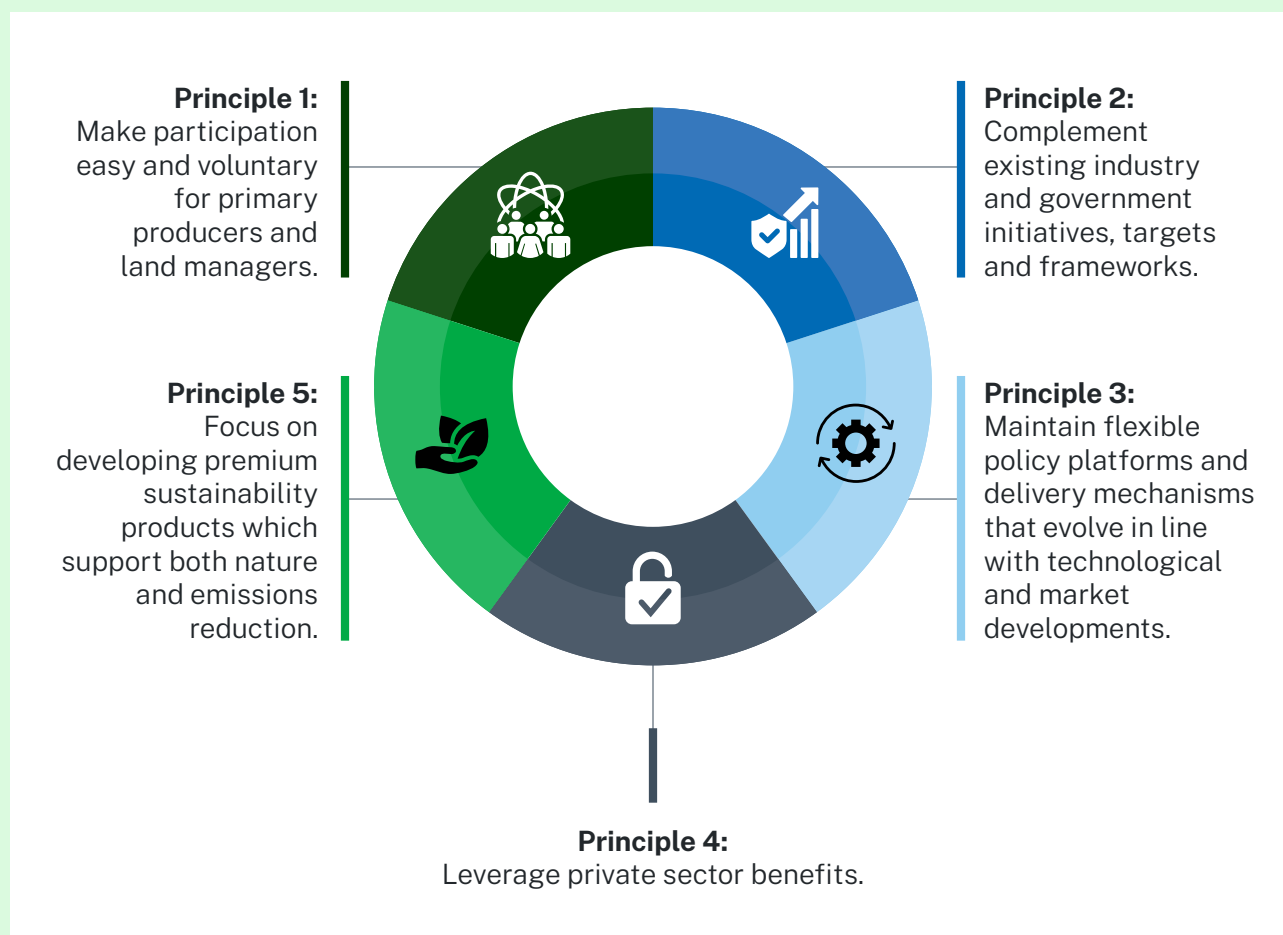 Principle 1:
Make participation
easy and voluntary
for primary
producers and
land managers.
Principle 2:
Complement
existing industry
and government
initiatives, targets
and frameworks.
Principle 3:
Maintain flexible
policy platforms and
delivery mechanisms
that evolve in line
with technological
and market
developments.
Principle 4:
Leverage private sector benefits.
Principle 5:
Focus on
developing premium
sustainability
products which
support both nature
and emissions
reduction.